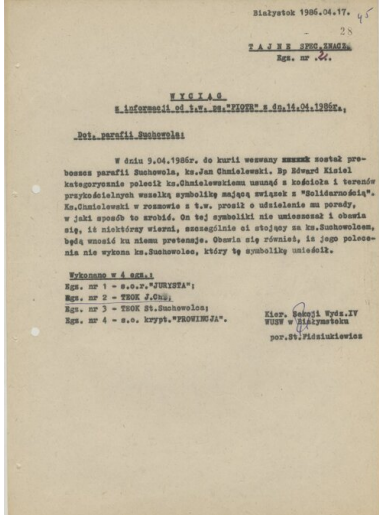 Białystok 1986.04.17.
45
28
TAJNE SPEC.ZNACZ.
Egz. nr 2.
WYCIĄG
z informacji od t.w. ps."PIOTR" z dn.14.04.1986r.
Dot. parafii Suchowola:
W dniu 9.04.1986r. do kurii wezwany został pro-
boszcz parafii Suchowola, ks.Jan Chmielewski. Bp Edward Kisiel
kategorycznie polecił ks.Chmielewskiemu usunąć z kościoła i terenów
przykościelnych wszelką symbolikę mającą związek z "Solidarnością".
Ks.Chmielewski w rozmowie z t.w. prosił o udzielenie mu porady,
w jaki sposób to zrobić. On tej symboliki nie umieszczał i obawia
się, iż niektórzy wierni, szczególnie ci stojący za ks.Suchowolcem,
będą wnosić ku niemu pretensje. Obawia się również, iż jego polece-
nia nie wykona ks.Suchowolec, który tę symbolikę umieścił.
Wykonano w 4 egz.:
Egz. nr 1 - s.o.r."JURYSTA";
Egz. nr 2 - TEOK J.Chm;
Egz. nr 3 - TEOK St.Suchowolca;
Egz. nr 4 - s.o. krypt."PROWINCJA".
Kier. Sekcji Wydz.IV
WUSW w Białymstoku
por.St.Fidziukiewicz